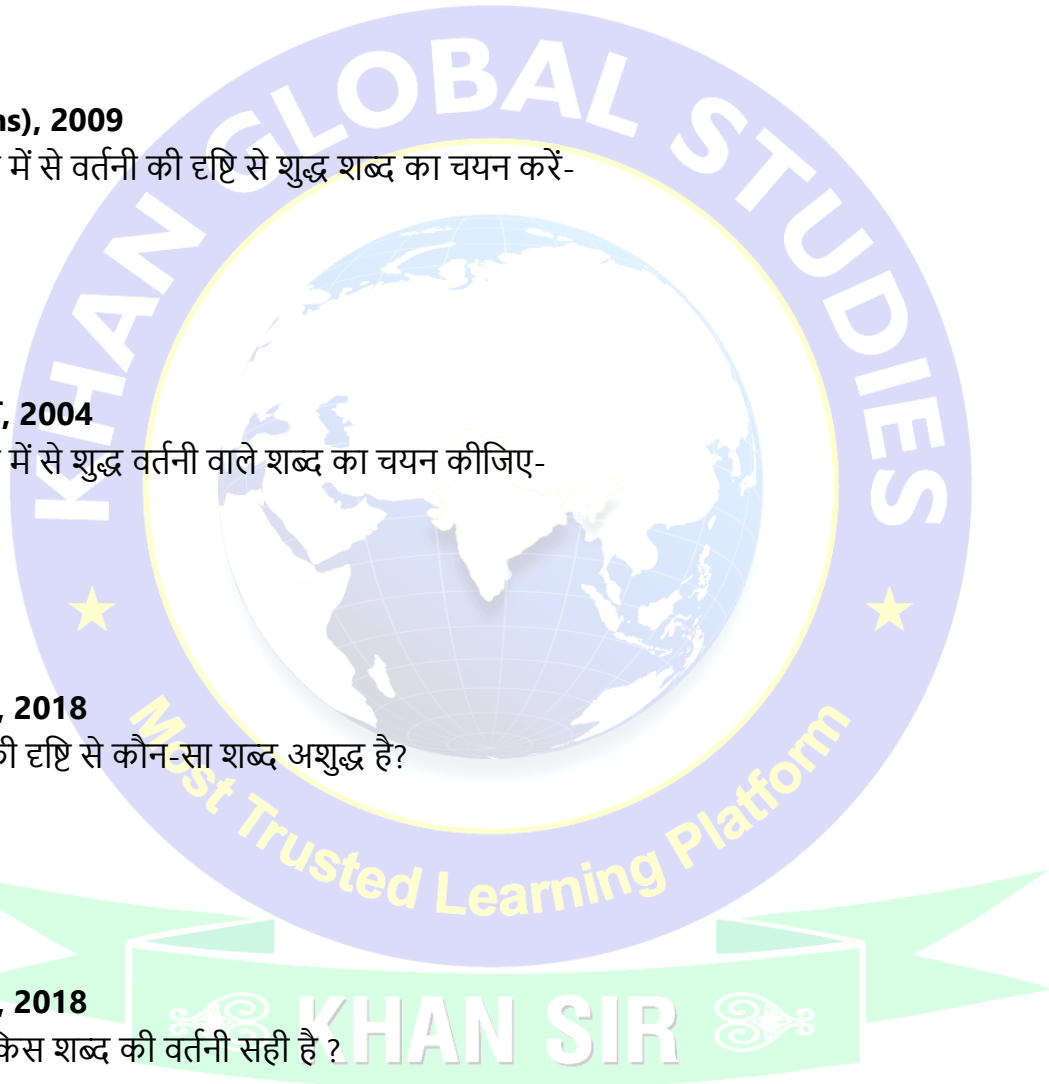 KHAN GLOBAL STUDIES
ns), 2009
में से वर्तनी की दृष्टि से शुद्ध शब्द का चयन करें-
, 2004
में से शुद्ध वर्तनी वाले शब्द का चयन कीजिए-
, 2018
की दृष्टि से कौन-सा शब्द अशुद्ध है?
Most Trusted Learning Platform
, 2018
किस शब्द की वर्तनी सही है ?
KHAN SIR